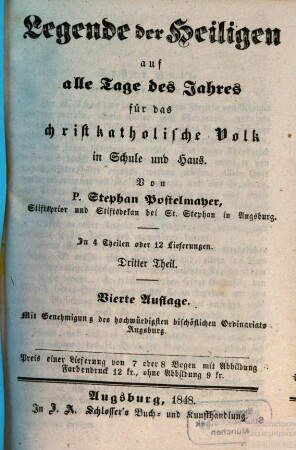 Legende der Heiligen
auf
alle Tage des Jahres
für das
christkatholische Volk
in Schule und Haus.
Von
P. Stephan Postelmayer,
Stiftsprior und Stiftsdekan bei St. Stephan in Augsburg.
In 4 Theilen oder 12 Lieferungen.
Dritter Theil.
Vierte Auflage.
Mit Genehmigung des hochwürdigsten bischöflichen Ordinariats
Augsburg.
Preis einer Lieferung von 7 oder 8 Bogen mit Abbildung
Farbendruck 12 kr., ohne Abbildung 9 kr.
Augsburg, 1848.
In J. A. Schlosser's Buch- und Kunsthandlung.